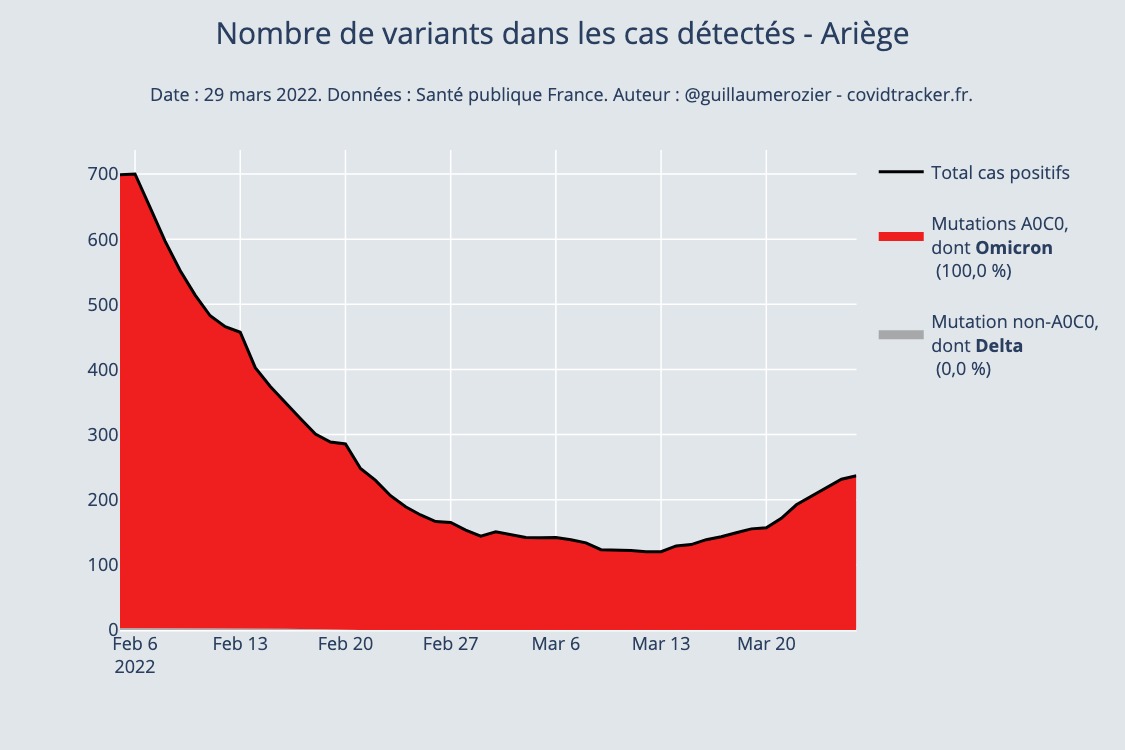 Nombre de variants dans les cas détectés - Ariège
Date : 29 mars 2022. Données : Santé publique France. Auteur : @guillaumerozier - covidtracker.fr.
700
600
500
400
300
200
100
0
Feb 6
2022
Feb 13
Feb 20
Feb 27
Mar 6
Mar 13
Mar 20
Total cas positifs
Mutations A0C0,
dont Omicron
(100,0 %)
Mutation non-A0C0,
dont Delta
(0,0 %)